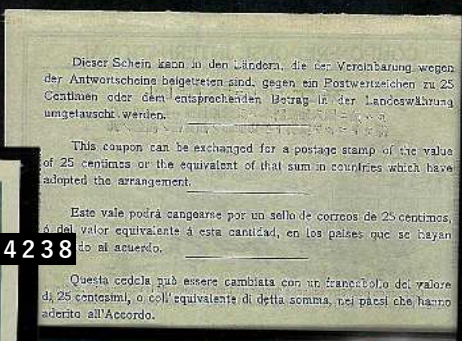 Dieser Schein kann in den Ländern, die der Vereinbarung wegen
der Antwortscheine beigetreten sind, gegen ein Postwertzeichen zu 25
Centimen oder dem entsprechenden Betrag in der Landeswährung
umgetauscht werden.
This coupon can be exchanged for a postage stamp of the value
of 25 centimes or the equivalent of that sum in countries which have
adopted the arrangement.
Este vale podrá cangearse por un sello de correos de 25 centimos,
ó del valor equivalente á esta cantidad, en los países que se hayan
do al acuerdo.
4238
Questa cedola può essere cambiata con un francobollo del valore
di 25 centesimi, o coll'equivalente di detta somma, nei paesi che hanno
aderito all'Accordo.